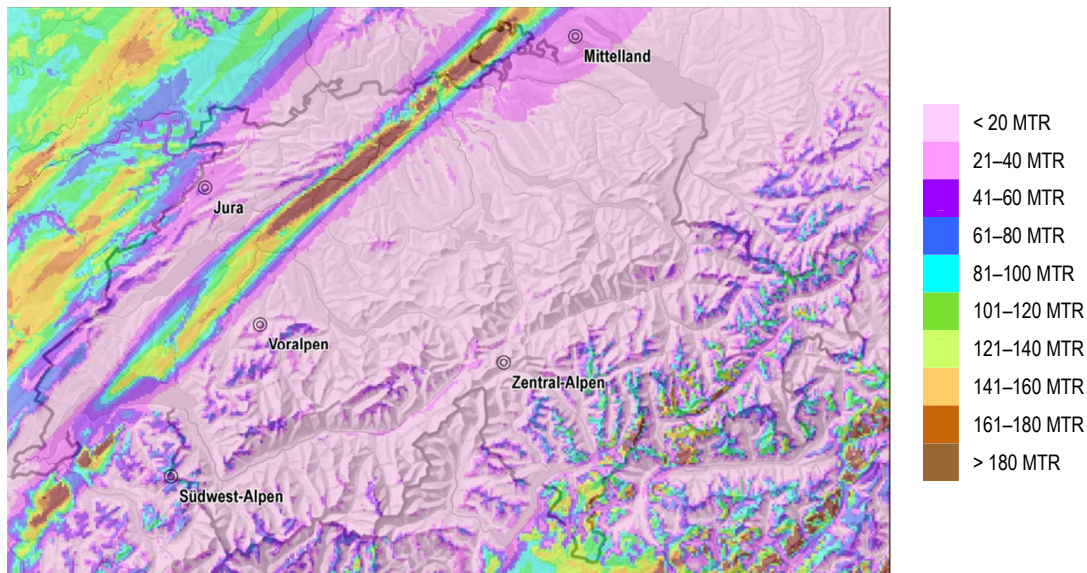 Mittelland
Jura
Voralpen
Zentral-Alpen
Südwest-Alpen
< 20 MTR
21–40 MTR
41–60 MTR
61–80 MTR
81–100 MTR
101–120 MTR
121–140 MTR
141–160 MTR
161–180 MTR
> 180 MTR